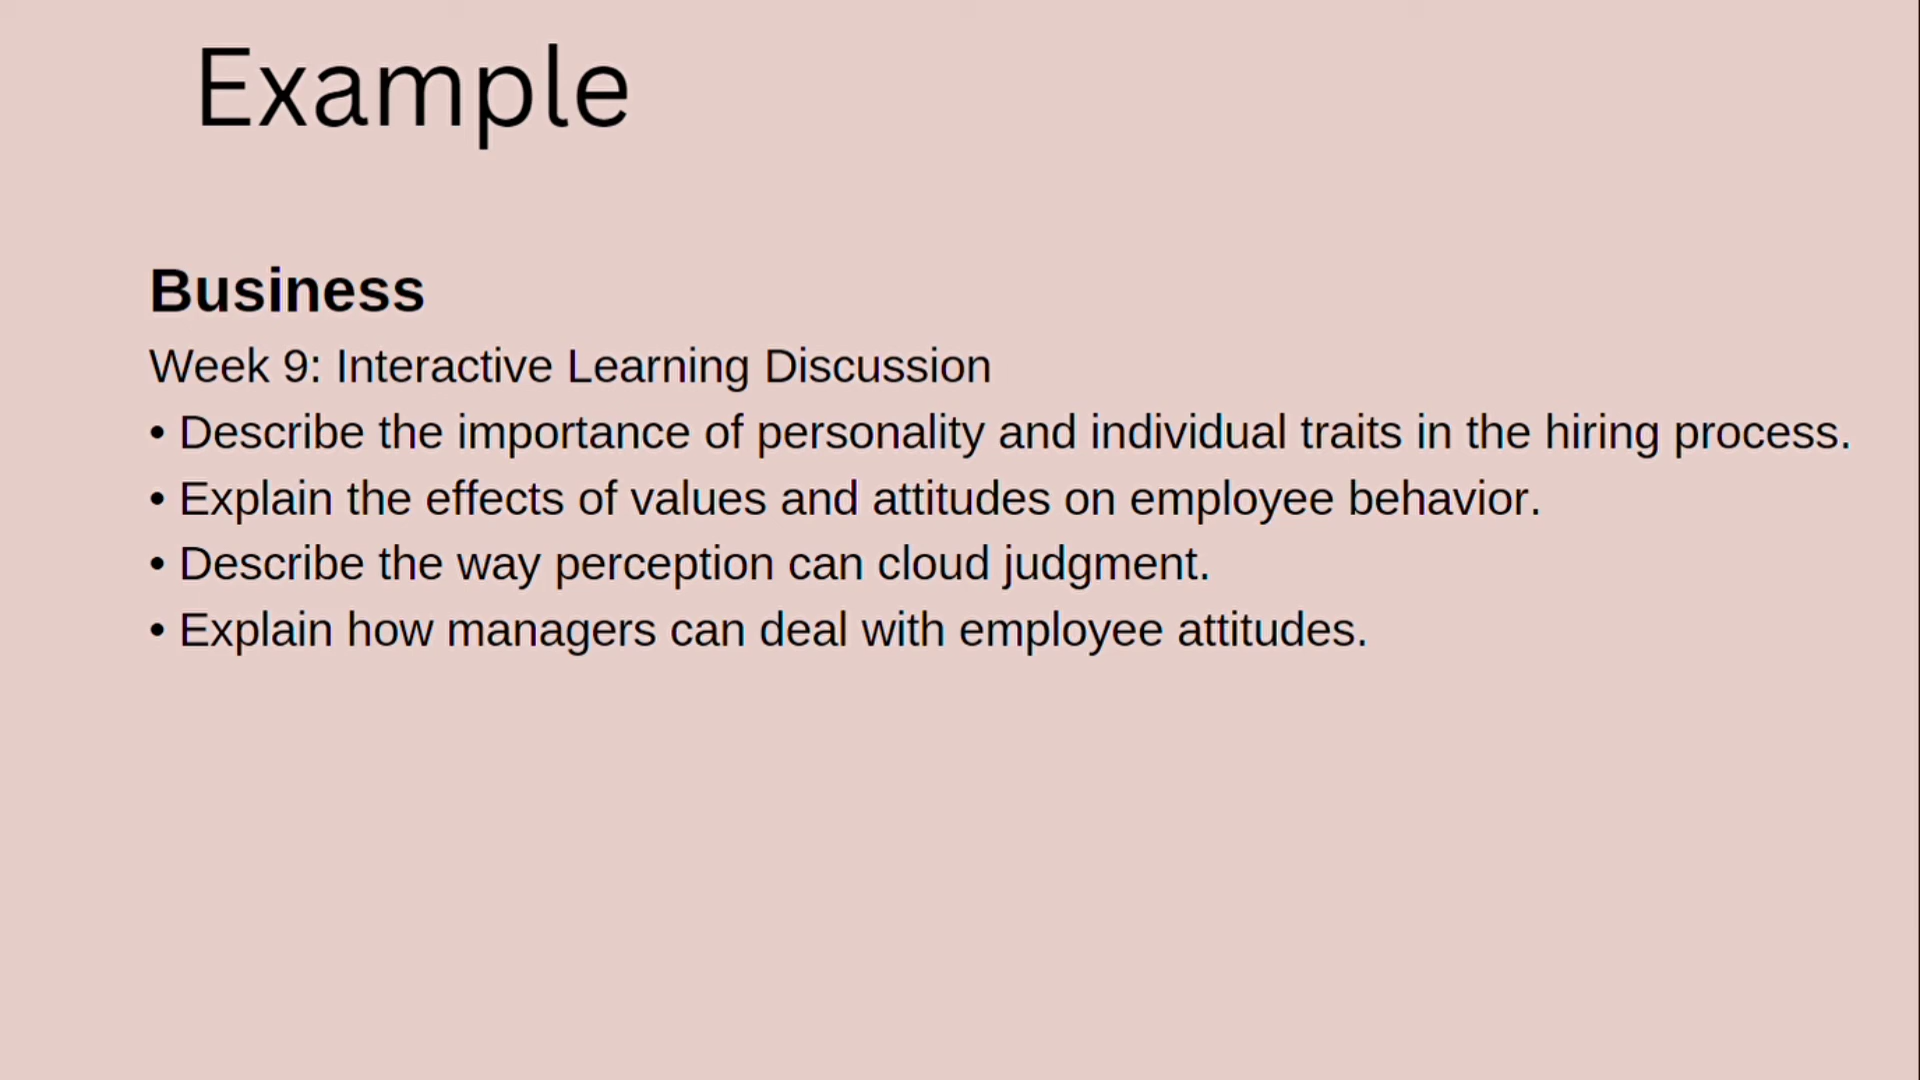 Example
Business
Week 9: Interactive Learning Discussion
• Describe the importance of personality and individual traits in the hiring process.
• Explain the effects of values and attitudes on employee behavior.
• Describe the way perception can cloud judgment.
• Explain how managers can deal with employee attitudes.